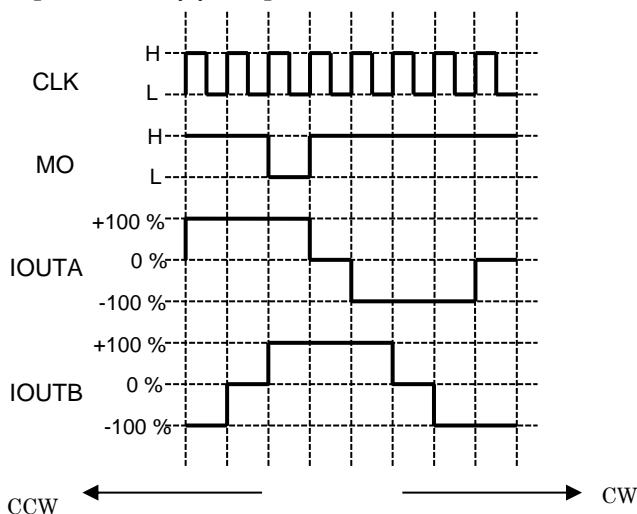 H
CLK
L
H
MO
L
+100 %
IOUTA
0 %
-100 %
+100 %
IOUTB
0 %
-100 %
CCW
CW